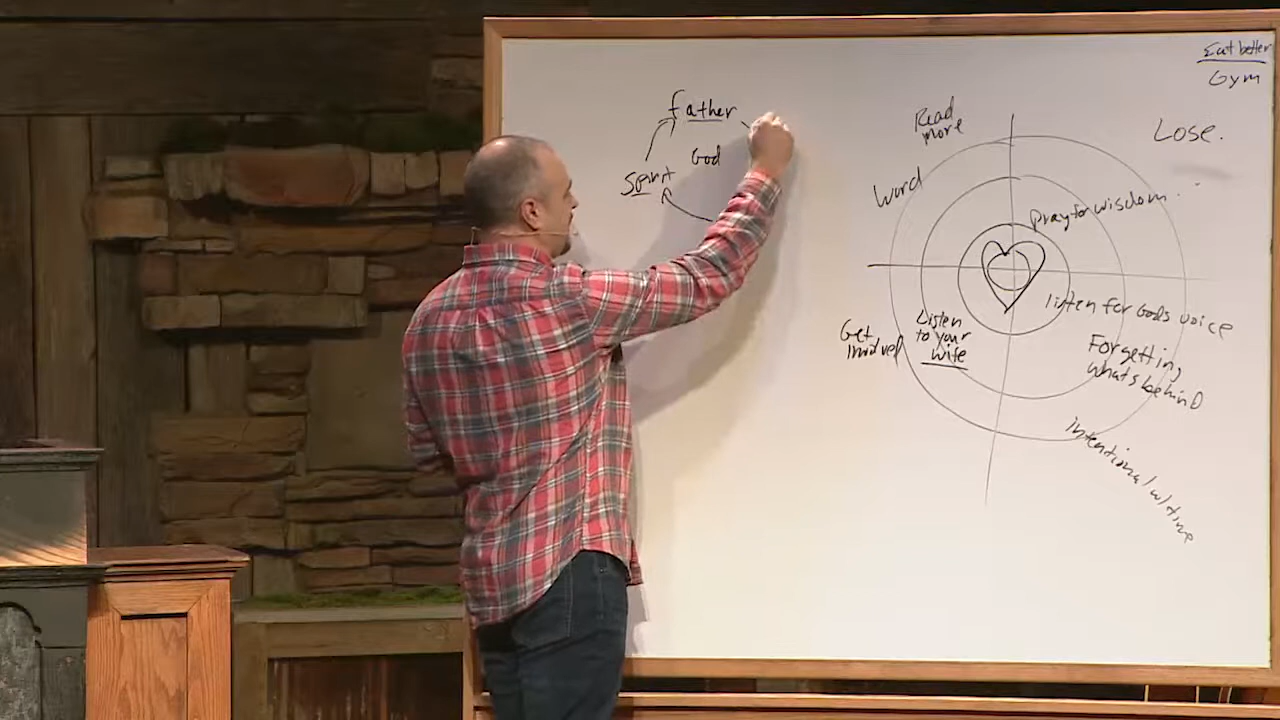 Father
God
Spirit
Eat better
Gym
Read
More
Lose.
Word
pray for wisdom..
listen for Gods voice
Get
involved
Listen
to your
wife
Forgetting
whats behind
intentional w/time